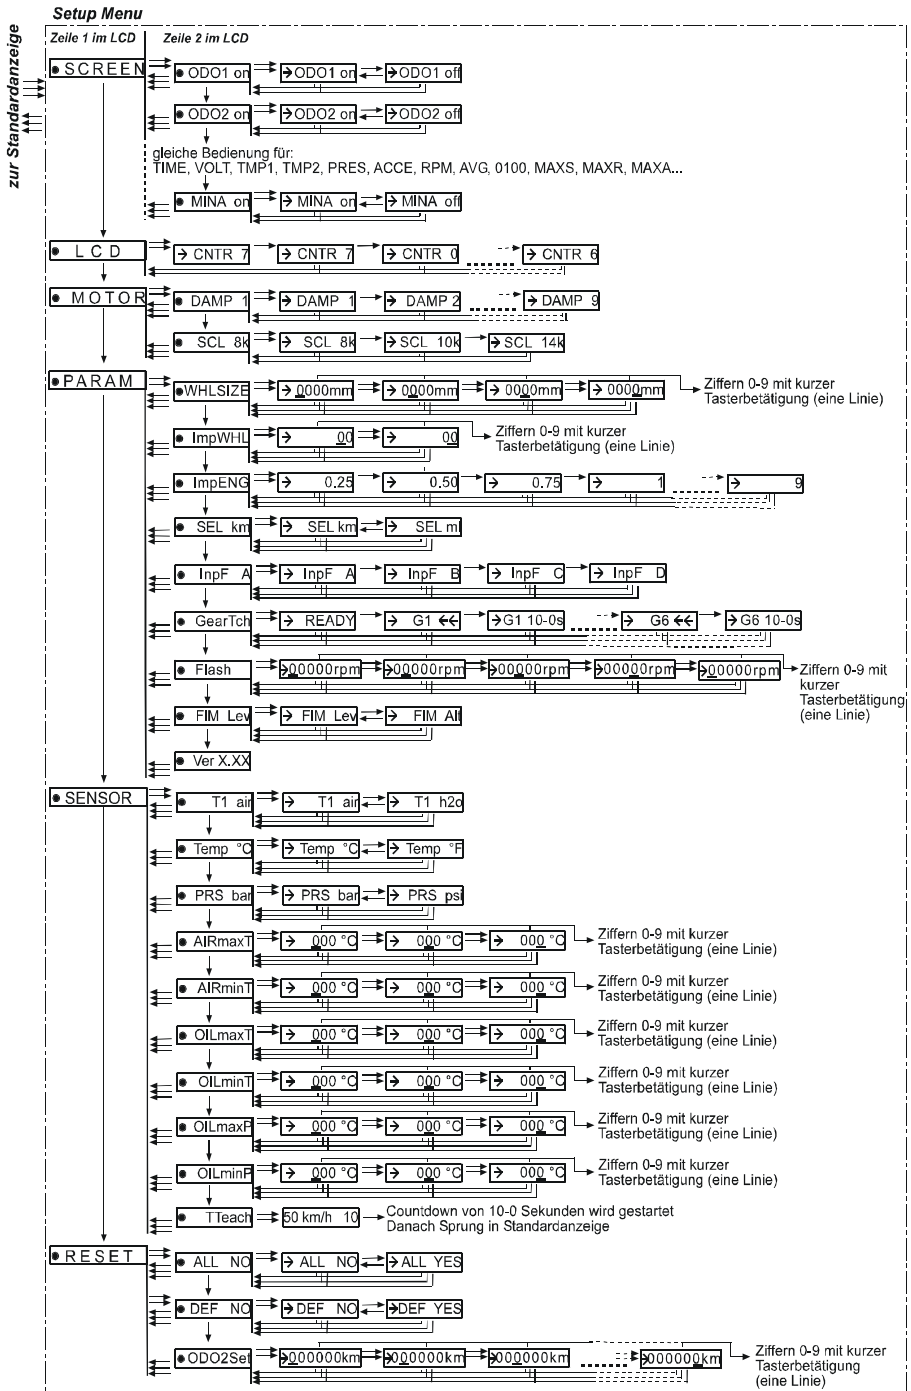 Setup Menu
Zeile 1 im LCD Zeile 2 im LCD
zur Standardanzeige
SCREEN ODO1 on →ODO1 on →ODO1 off
ODO2 on →ODO2 on →ODO2 off
gleiche Bedienung für:
TIME, VOLT, TMP1, TMP2, PRES, ACCE, RPM, AVG, 0100, MAXS, MAXR, MAXA...
MINA on → MINA on → MINA off
LCD → CNTR 7 → CNTR 7 → CNTR 0 → CNTR 6
MOTOR DAMP 1 → DAMP 1 → DAMP 2 → DAMP 9
SCL 8k → SCL 8k → SCL 10k → SCL 14k
PARAM WHLSIZE → 0000mm → 0000mm → 0000mm → 0000mm Ziffern 0-9 mit kurzer
Tasterbetätigung (eine Linie)
ImpWHL → 00 → 00 Ziffern 0-9 mit kurzer
Tasterbetätigung (eine Linie)
ImpENG → 0.25 → 0.50 → 0.75 → 1 → 9
SEL km → SEL km → SEL ml
InpF A → InpF A → InpF B → InpF C → InpF D
GearTch → READY → G1 ←← →G1 10-0s → G6 ←← →G6 10-0s
Flash →00000rpm →00000rpm →00000rpm →00000rpm →00000rpm Ziffern 0-9 mit
kurzer
Tasterbetätigung
(eine Linie)
FIM Lev → FIM Lev → FIM Alt
Ver X.XX
SENSOR T1 air → T1 air → T1 h2o
Temp °C → Temp °C → Temp °F
PRS bar → PRS bar → PRS psi
AIRmaxT → 000 °C → 000 °C → 000 °C Ziffern 0-9 mit kurzer
Tasterbetätigung (eine Linie)
AIRminT → 000 °C → 000 °C → 000 °C Ziffern 0-9 mit kurzer
Tasterbetätigung (eine Linie)
OILmaxT → 000 °C → 000 °C → 000 °C Ziffern 0-9 mit kurzer
Tasterbetätigung (eine Linie)
OILminT → 000 °C → 000 °C → 000 °C Ziffern 0-9 mit kurzer
Tasterbetätigung (eine Linie)
OILmaxP → 000 °C → 000 °C → 000 °C Ziffern 0-9 mit kurzer
Tasterbetätigung (eine Linie)
OILminP → 000 °C → 000 °C → 000 °C Ziffern 0-9 mit kurzer
Tasterbetätigung (eine Linie)
TTeach 50 km/h 10 Countdown von 10-0 Sekunden wird gestartet
Danach Sprung in Standardanzeige
RESET ALL NO → ALL NO →ALL YES
DEF NO →DEF NO →DEF YES
ODO2Set →000000km →000000km →000000km →000000km Ziffern 0-9 mit kurzer
Tasterbetätigung
(eine Linie)